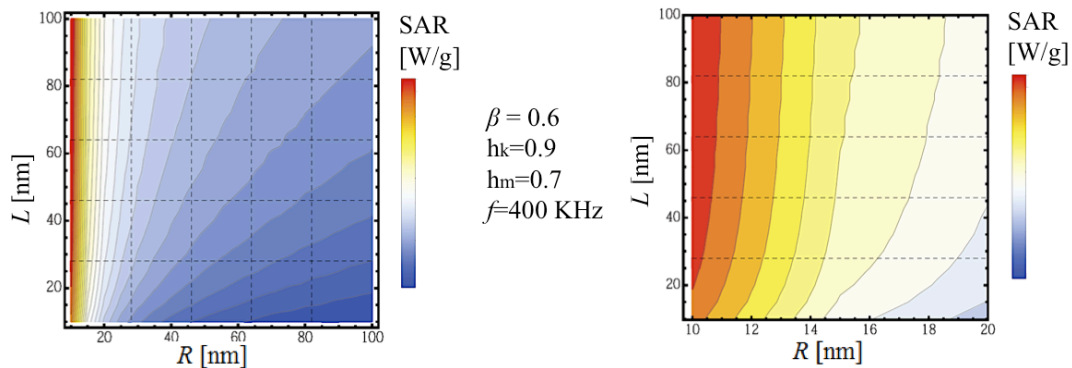 100
80
60
40
20
L [nm]
20 40 60 80 100
R [nm]
SAR
[W/g]
β = 0.6
hk=0.9
hm=0.7
f=400 KHz
100
80
60
40
20
L [nm]
10 12 14 16 18 20
R [nm]
SAR
[W/g]